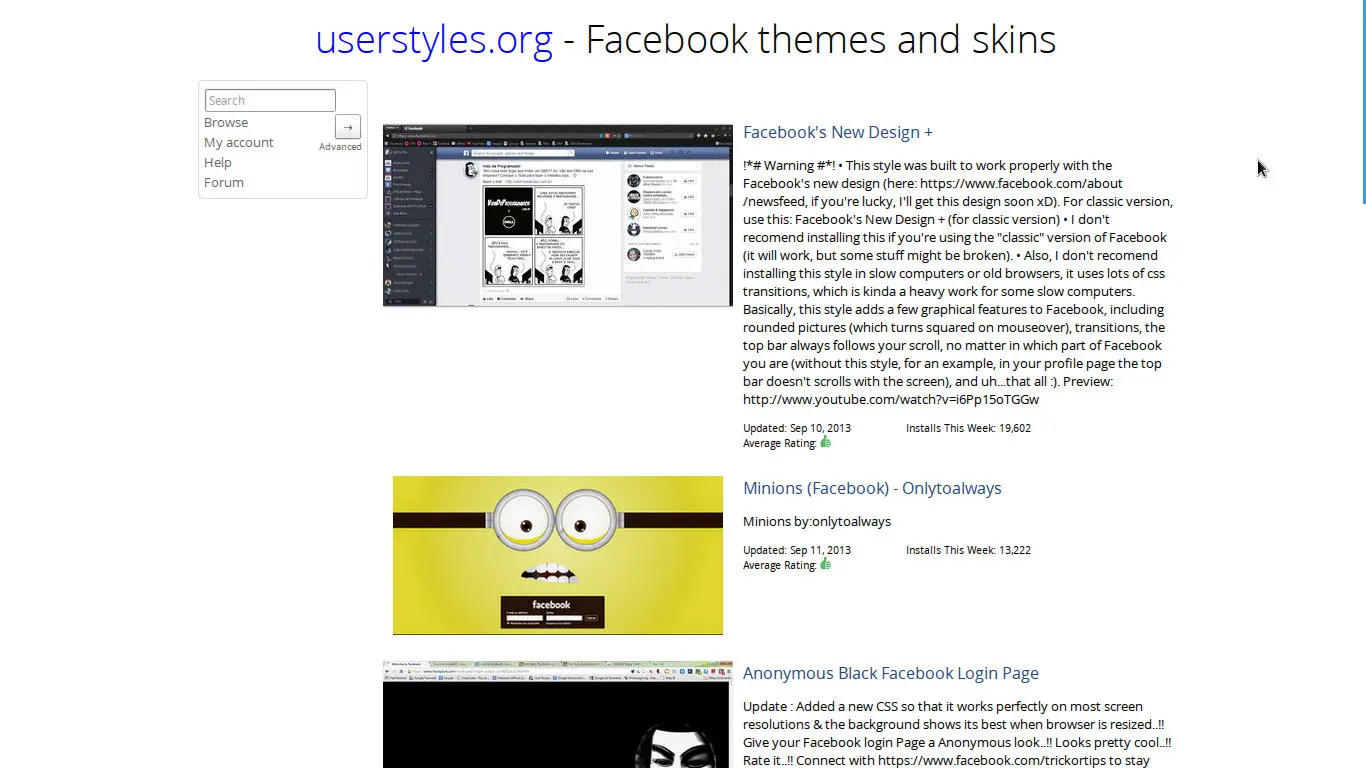 userstyles.org - Facebook themes and skins
Search
Browse
→
My account
Advanced
Help
Forum
Facebook's New Design +
!*# Warning #*! • This style was built to work properly with the
Facebook's new design (here: https://www.facebook.com/about
/newsfeed, if you're lucky, I'll get this design soon xD). For classic version,
use this: Facebook's New Design + (for classic version) • I don't
recomend installing this if you're using the "classic" version of Facebook
(it will work, but some stuff might be broken). • Also, I don't recomend
installing this style in slow computers or old browsers, it uses lots of css
transitions, which is kinda a heavy work for some slow computers.
Basically, this style adds a few graphical features to Facebook, including
rounded pictures (which turns squared on mouseover), transitions, the
top bar always follows your scroll, no matter in which part of Facebook
you are (without this style, for an example, in your profile page the top
bar doesn't scrolls with the screen), and uh...that all :). Preview:
http://www.youtube.com/watch?v=i6Pp15oTGGw
Updated: Sep 10, 2013 Installs This Week: 19,602
Average Rating:
facebook
Minions (Facebook) - Onlytoalways
Minions by:onlytoalways
Updated: Sep 11, 2013 Installs This Week: 13,222
Average Rating:
Anonymous Black Facebook Login Page
Update : Added a new CSS so that it works perfectly on most screen
resolutions & the background shows its best when browser is resized..!!
Give your Facebook login Page a Anonymous look..!! Looks pretty cool..!!
Rate it..!! Connect with https://www.facebook.com/trickortips to stay